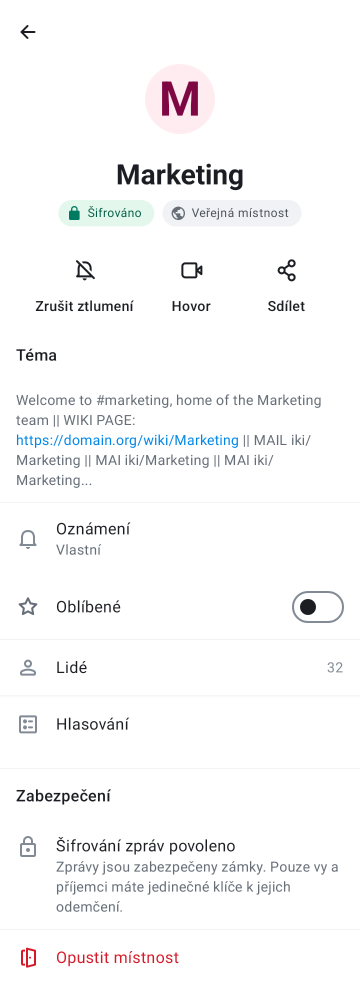 M
Marketing
Šifrováno
Veřejná místnost
Zrušit ztlumení
Hovor
Sdílet
Téma
Welcome to #marketing, home of the Marketing
team || WIKI PAGE:
https://domain.org/wiki/Marketing || MAIL iki/
Marketing || MAI iki/Marketing || MAI iki/
Marketing...
Oznámení
Vlastní
Oblíbené
Lidé
32
Hlasování
Zabezpečení
Šifrování zpráv povoleno
Zprávy jsou zabezpečeny zámky. Pouze vy a
příjemci máte jedinečné klíče k jejich
odemčení.
Opustit místnost